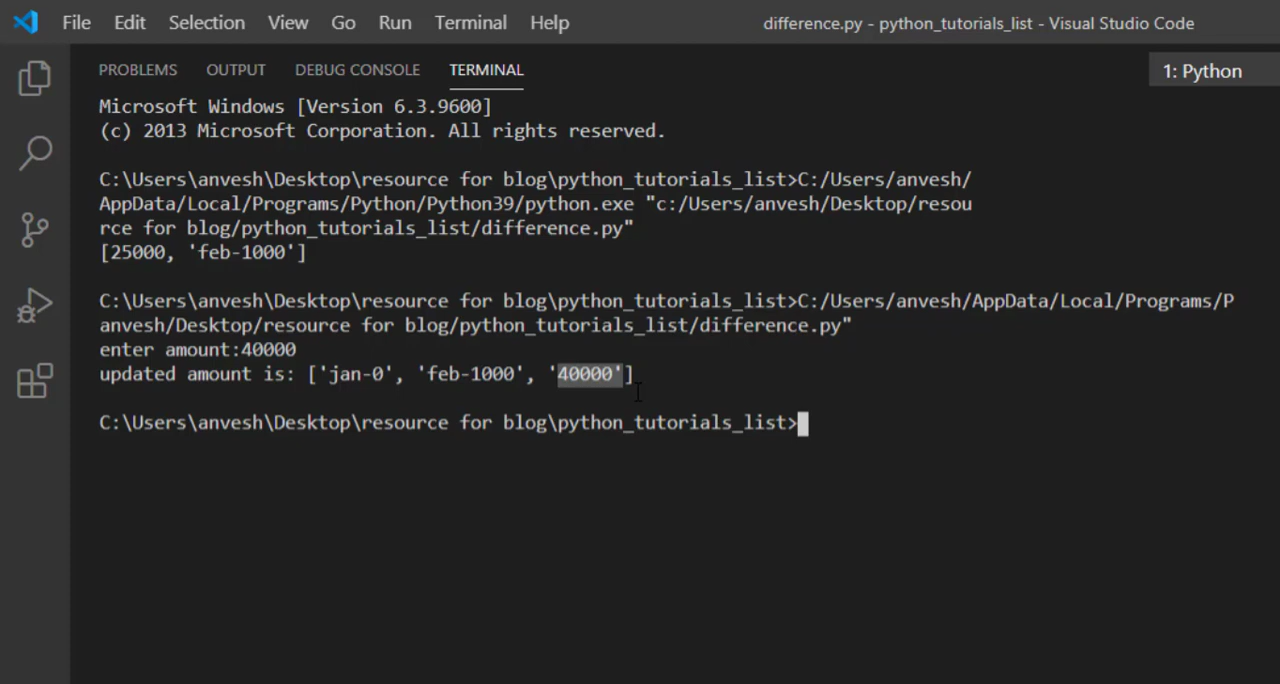 File Edit Selection View Go Run Terminal Help difference.py - python_tutorials_list - Visual Studio Code
PROBLEMS OUTPUT DEBUG CONSOLE TERMINAL 1: Python
Microsoft Windows [Version 6.3.9600]
(c) 2013 Microsoft Corporation. All rights reserved.
C:\Users\anvesh\Desktop\resource for blog\python_tutorials_list>C:/Users/anvesh/
AppData/Local/Programs/Python/Python39/python.exe "c:/Users/anvesh/Desktop/resou
rce for blog/python_tutorials_list/difference.py"
[25000, 'feb-1000']
C:\Users\anvesh\Desktop\resource for blog\python_tutorials_list>C:/Users/anvesh/AppData/Local/Programs/P
anvesh/Desktop/resource for blog/python_tutorials_list/difference.py"
enter amount:40000
updated amount is: ['jan-0', 'feb-1000', '40000']
C:\Users\anvesh\Desktop\resource for blog\python_tutorials_list>